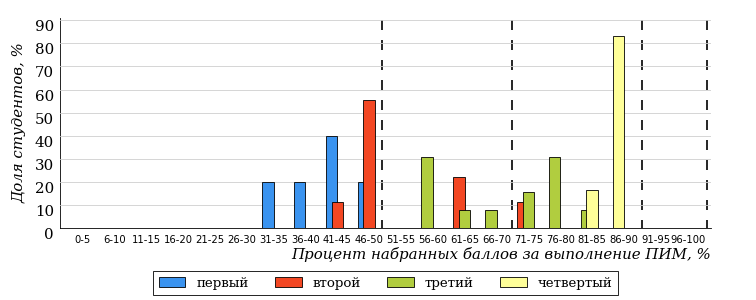 Доля студентов, %
90
80
70
60
50
40
30
20
10
0
0-5 6-10 11-15 16-20 21-25 26-30 31-35 36-40 41-45 46-50 51-55 56-60 61-65 66-70 71-75 76-80 81-85 86-90 91-95 96-100
Процент набранных баллов за выполнение ПИМ, %
первый второй третий четвертый